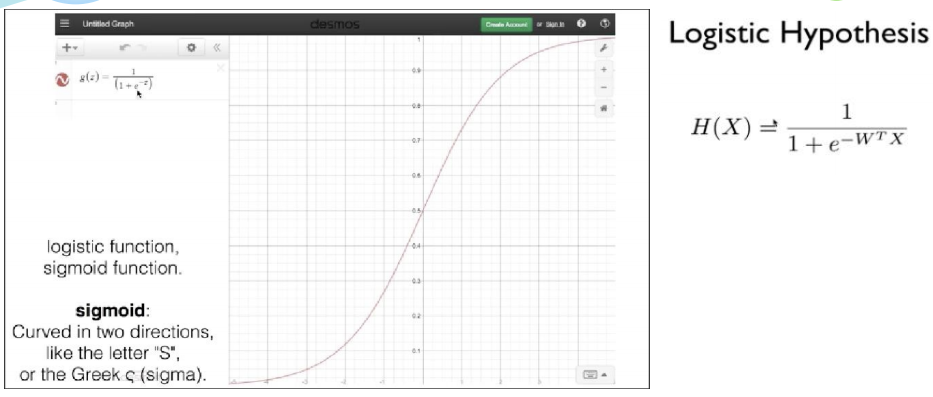 Untitled Graph
desmos
Create Account
or Sign In
g(z) = 1 / (1 + e^{-z})
1
0.9
0.8
0.7
0.6
0.5
0.4
0.3
0.2
0.1
logistic function,
sigmoid function.
sigmoid:
Curved in two directions,
like the letter "S",
or the Greek ς (sigma).
Logistic Hypothesis
H(X) = 1 / (1 + e^{-W^T X})